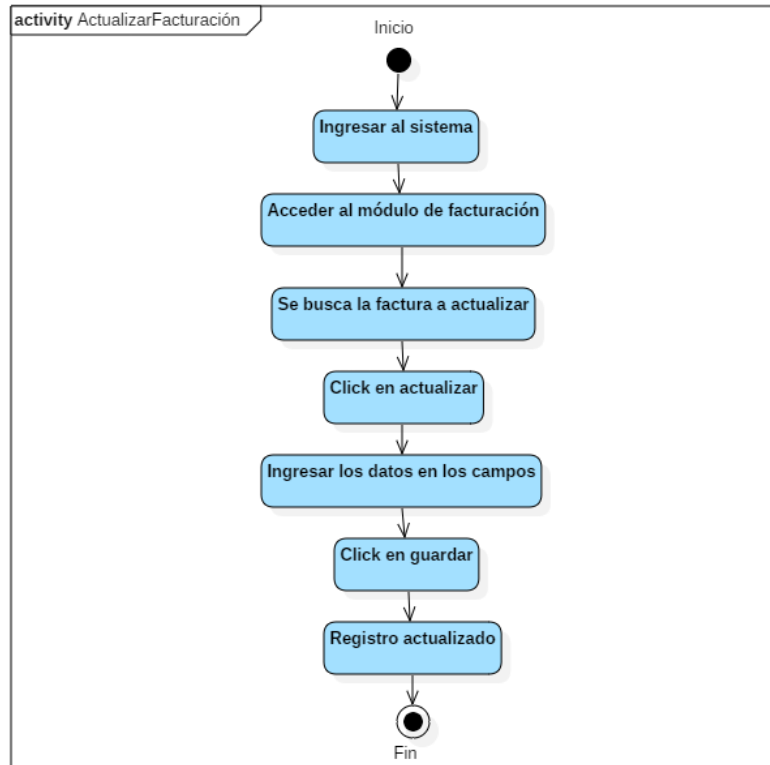 activity ActualizarFacturación
Inicio
Ingresar al sistema
Acceder al módulo de facturación
Se busca la factura a actualizar
Click en actualizar
Ingresar los datos en los campos
Click en guardar
Registro actualizado
Fin